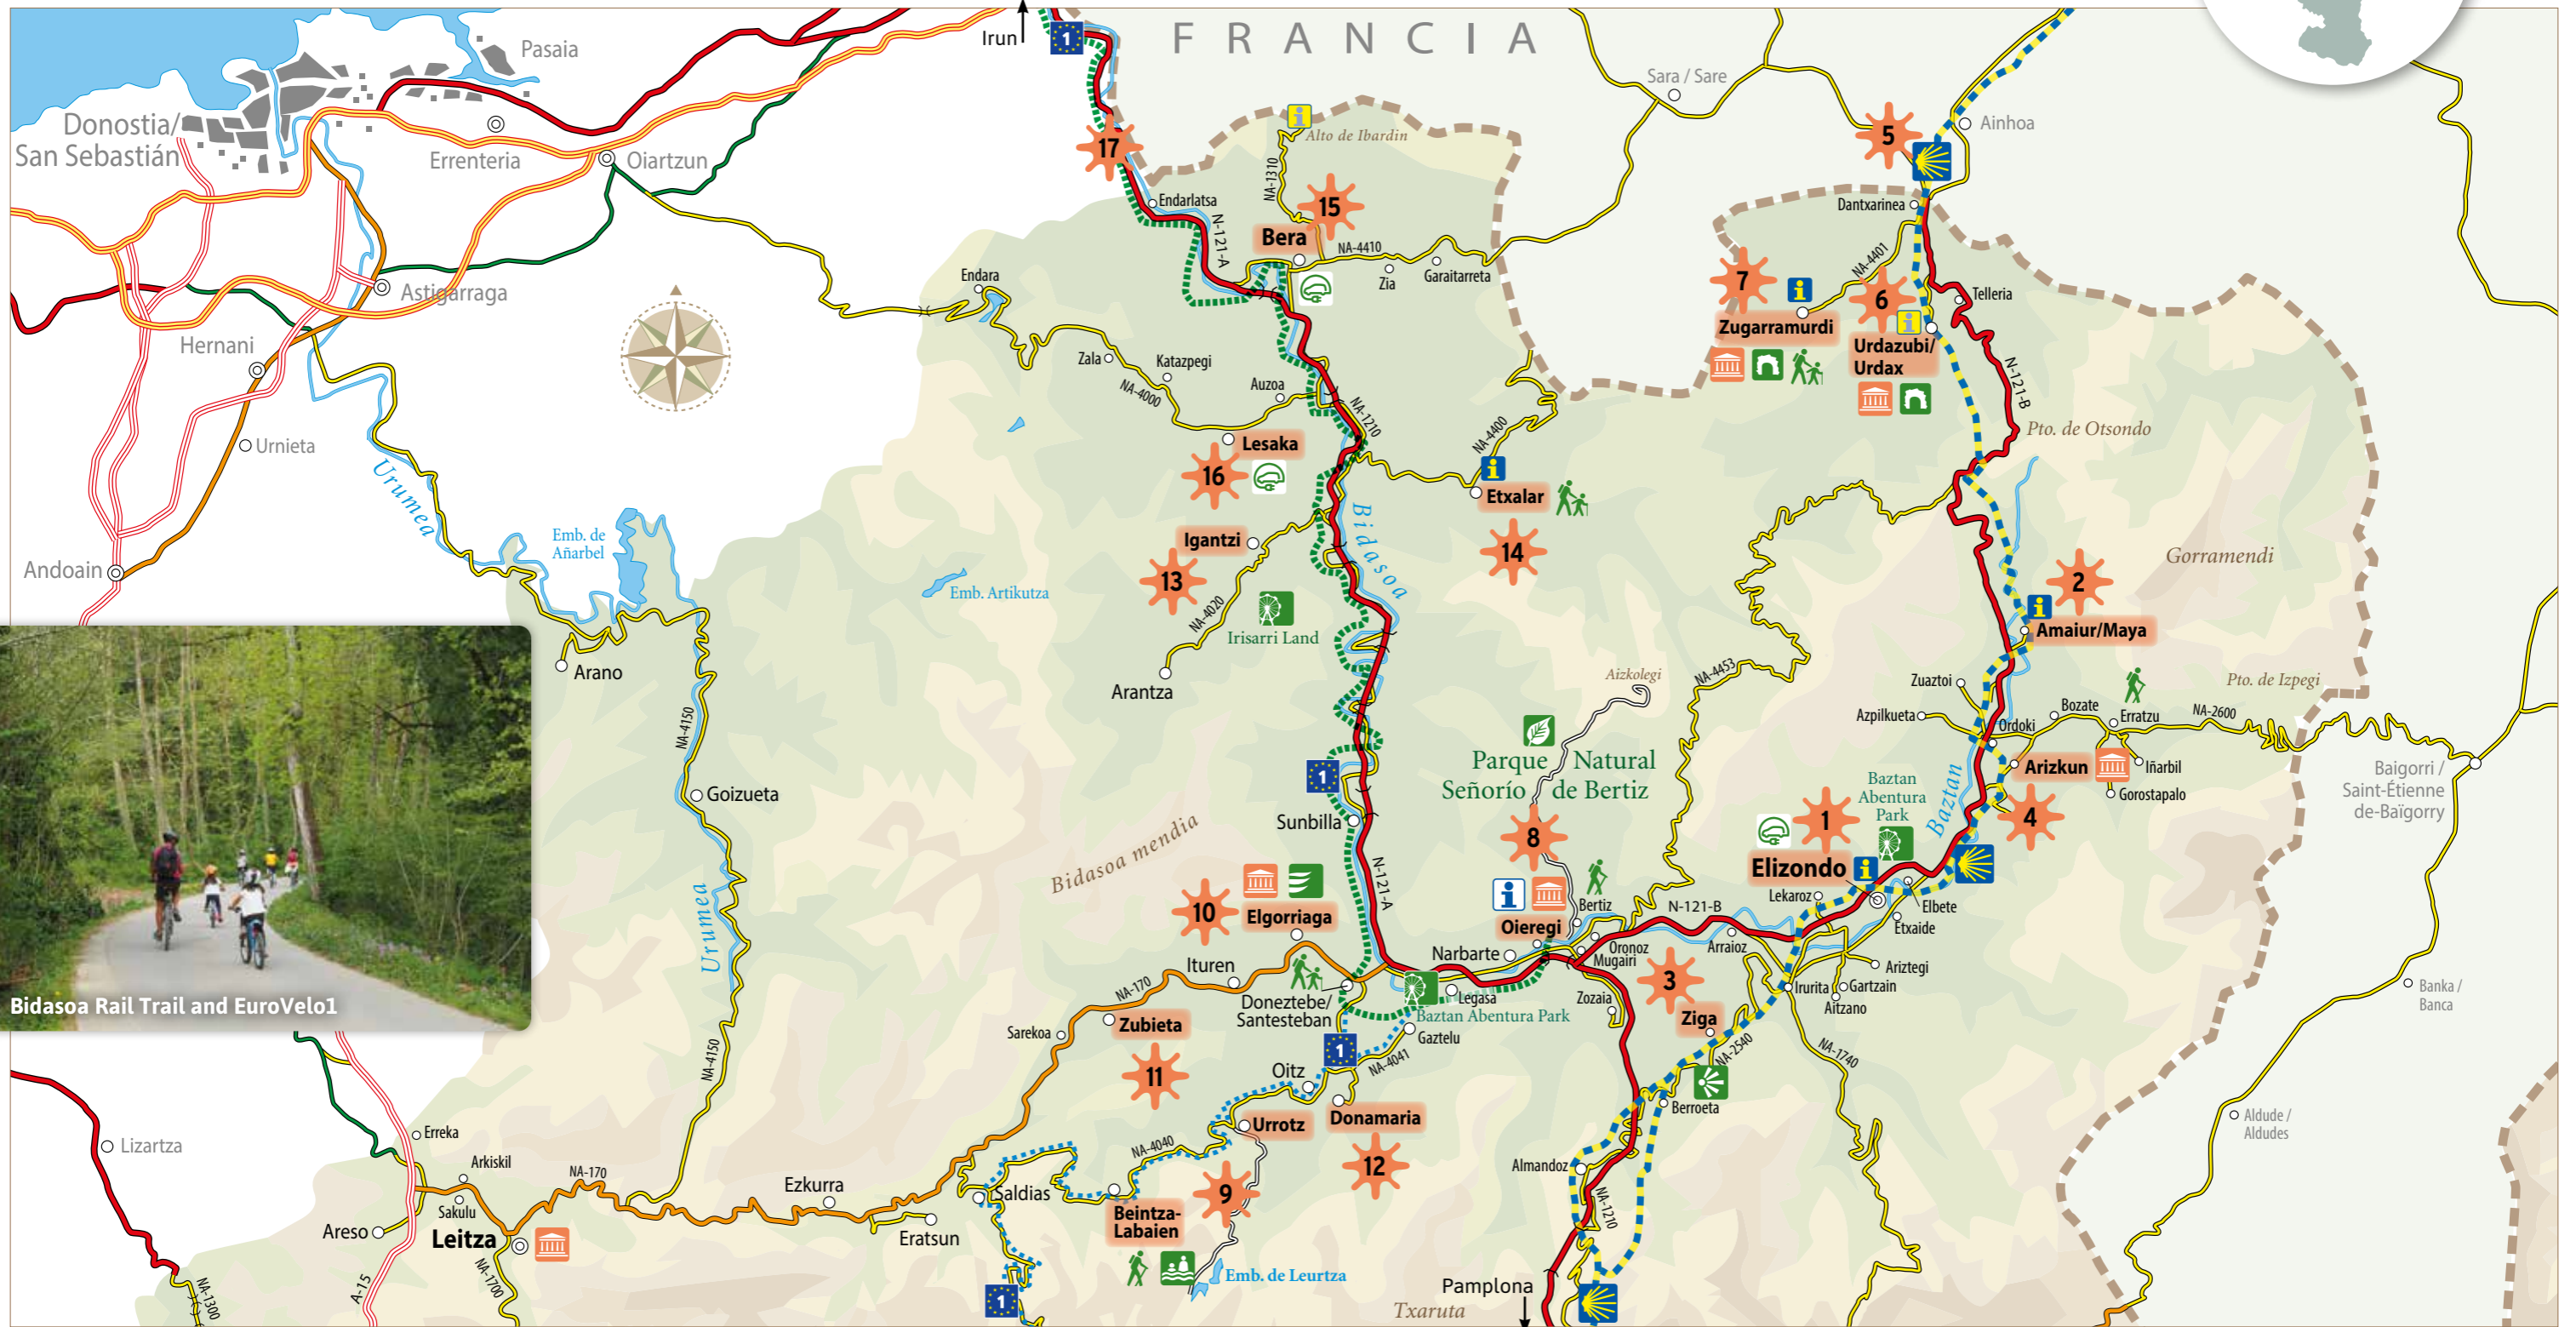 FRANCIA
Irun
1
Pasaia
Donostia/
San Sebastián
Errenteria
Oiartzun
Astigarraga
Hernani
Urnieta
Andoain
Urumea
17
Endarlatsa
N-121-A
NA-1310
Alto de Ibardin
15
Bera
NA-4410
Zia
Garaitarreta
Sara / Sare
5
Ainhoa
Dantxarinea
NA-4401
7
i
Zugarramurdi
6
i
Urdazubi/
Urdax
Telleria
N-121-B
Pto. de Otsondo
Endara
Zala
Katazpegi
NA-4000
Auzoa
NA-1210
Lesaka
16
NA-4400
i
Etxalar
14
Igantzi
13
Bidasoa
NA-4020
Irisarri Land
Arantza
Emb. de
Añarbel
Emb. Artikutza
Arano
NA-4150
Goizueta
Urumea
NA-4150
Gorramendi
2
i
Amaiur/Maya
Aizkolegi
NA-4453
Zuaztoi
Azpilkueta
Ordoki
Bozate
Erratzu
Pto. de Izpegi
NA-2600
Arizkun
Iñarbil
Gorostapalo
4
Baigorri /
Saint-Étienne
de-Baïgorry
Parque Natural
Señorío de Bertiz
8
i
Oieregi
Bertiz
1
Sunbilla
Bidasoa mendia
N-121-A
10
Elgorriaga
Baztan
Abentura
Park
Baztan
1
Elizondo
i
Lekaroz
Elbete
Etxaide
N-121-B
Narbarte
Oronoz
Mugairi
Arraioz
Ariztegi
Irurita
Gartzain
Aitzano
Ituren
NA-170
Doneztebe/
Santesteban
Legasa
Baztan Abentura Park
Zozaia
3
Ziga
Gaztelu
NA-2540
NA-1740
Banka /
Banca
Sarekoa
Zubieta
11
1
Oitz
NA-4041
Berroeta
Urrotz
Donamaria
12
NA-4040
Almandoz
NA-1210
Aldude /
Aldudes
Bidasoa Rail Trail and EuroVelo1
Lizartza
Erreka
Arkiskil
NA-170
Sakulu
Areso
Leitza
NA-1700
A-15
NA-1300
Ezkurra
Eratsun
Saldias
Beintza-
Labaien
9
Emb. de Leurtza
1
Pamplona
Txaruta